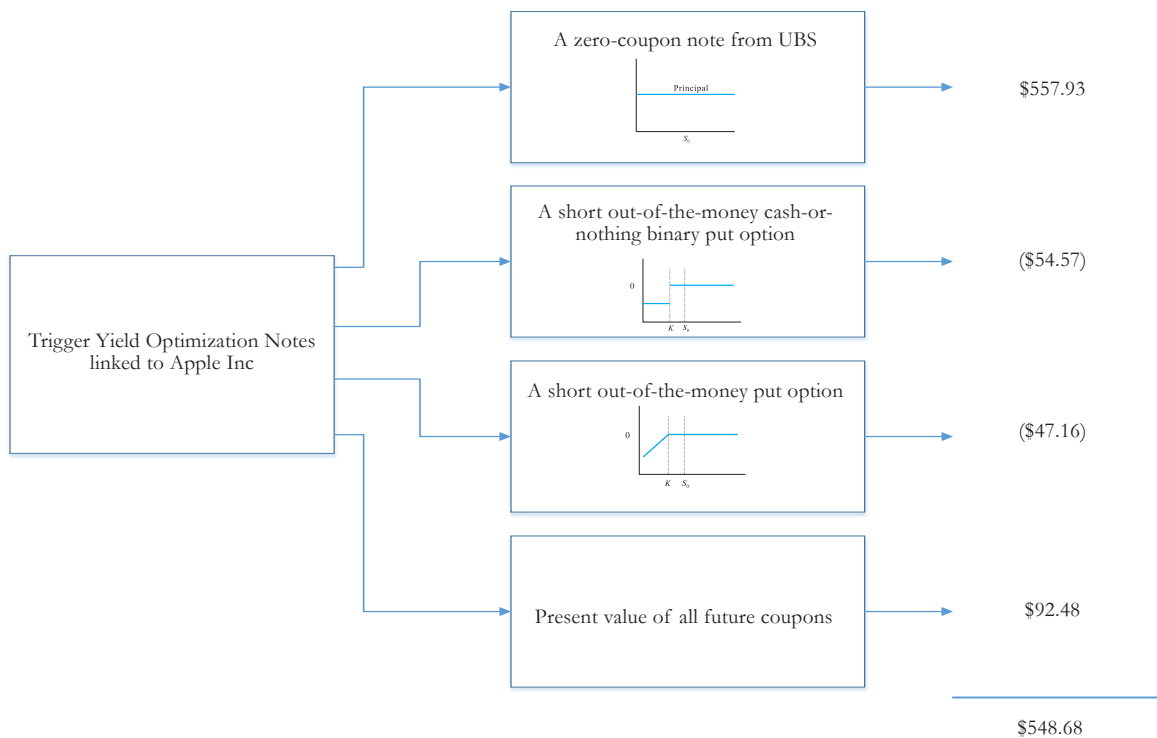 A zero-coupon note from UBS
Principal
S0
$557.93
A short out-of-the-money cash-or-
nothing binary put option
0
K S0
($54.57)
Trigger Yield Optimization Notes
linked to Apple Inc
A short out-of-the-money put option
0
K S0
($47.16)
Present value of all future coupons
$92.48
$548.68